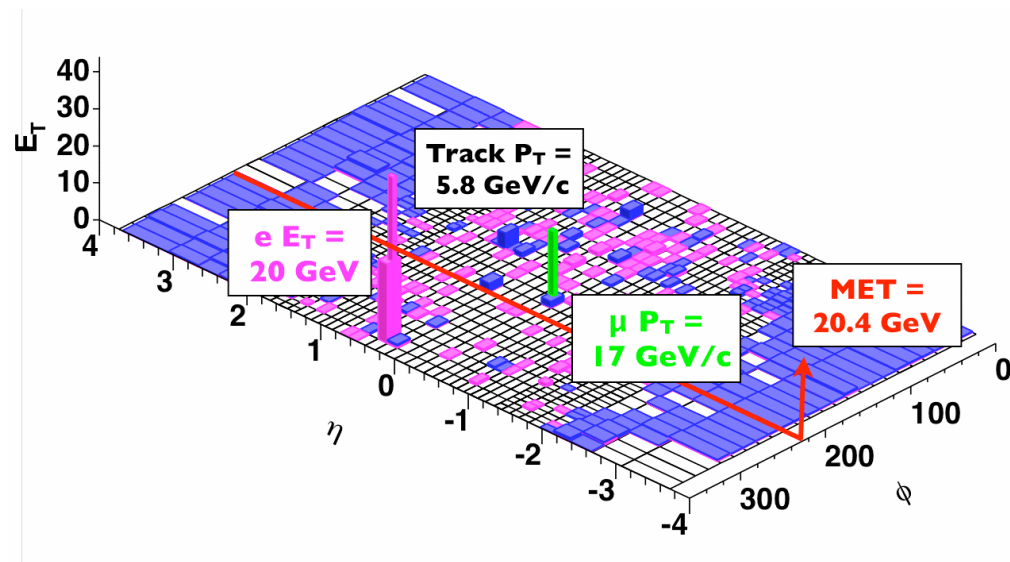 40
30
20
10
0
E_T
Track P_T =
5.8 GeV/c
e E_T =
20 GeV
μ P_T =
17 GeV/c
MET =
20.4 GeV
4
3
2
1
0
-1
-2
-3
-4
η
0
100
200
300
ϕ